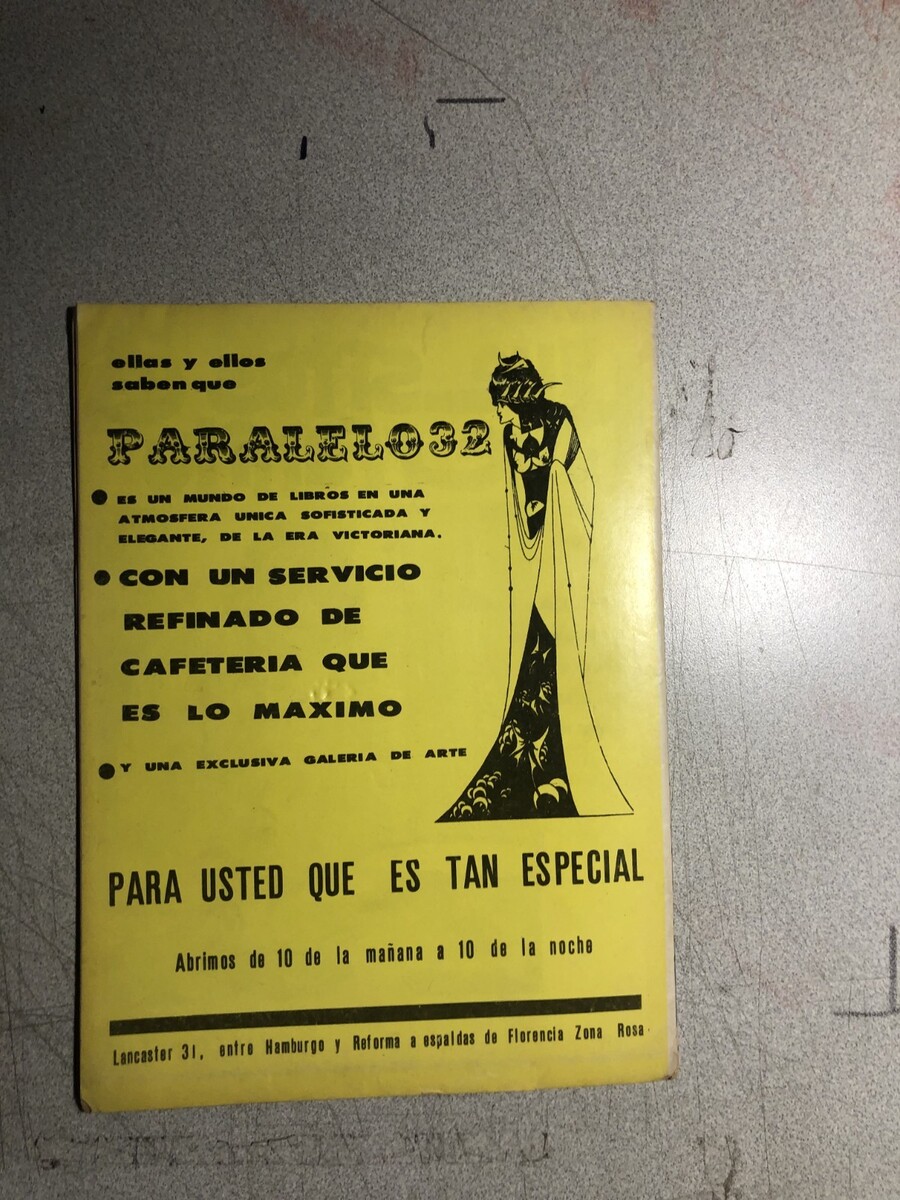 ellas y ellos
saben que
PARALELO 32
● ES UN MUNDO DE LIBROS EN UNA
ATMOSFERA UNICA SOFISTICADA Y
ELEGANTE, DE LA ERA VICTORIANA.
● CON UN SERVICIO
REFINADO DE
CAFETERIA QUE
ES LO MAXIMO
● Y UNA EXCLUSIVA GALERIA DE ARTE
PARA USTED QUE ES TAN ESPECIAL
Abrimos de 10 de la mañana a 10 de la noche
Lancaster 31, entre Hamburgo y Reforma a espaldas de Florencia Zona Rosa